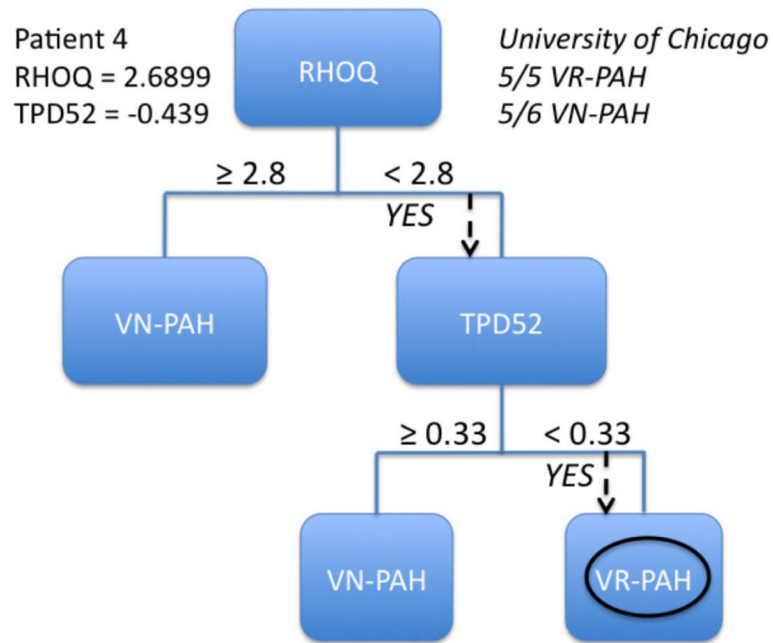 Patient 4
RHOQ = 2.6899
TPD52 = -0.439
RHOQ
University of Chicago
5/5 VR-PAH
5/6 VN-PAH
≥ 2.8
< 2.8
YES
VN-PAH
TPD52
≥ 0.33
< 0.33
YES
VN-PAH
VR-PAH